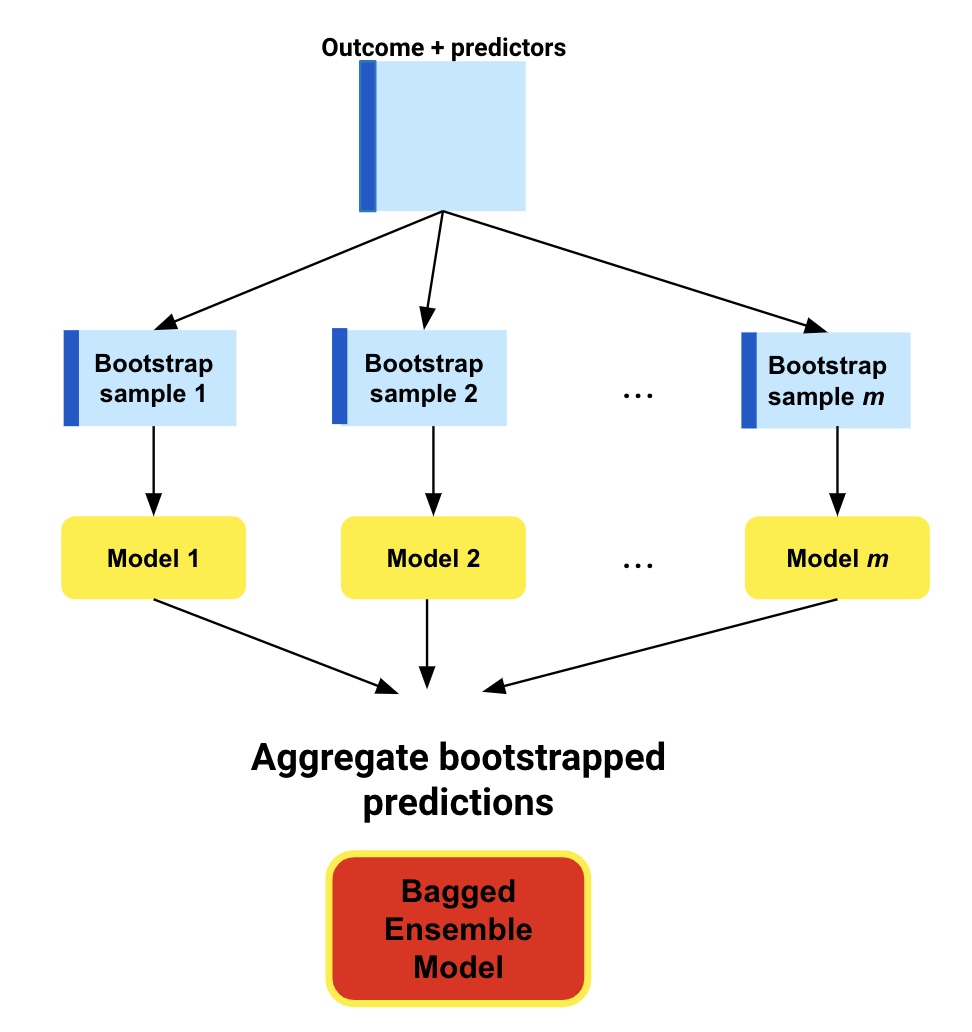 Outcome + predictors
Bootstrap
sample 1
Bootstrap
sample 2
...
Bootstrap
sample m
Model 1
Model 2
...
Model m
Aggregate bootstrapped
predictions
Bagged
Ensemble
Model